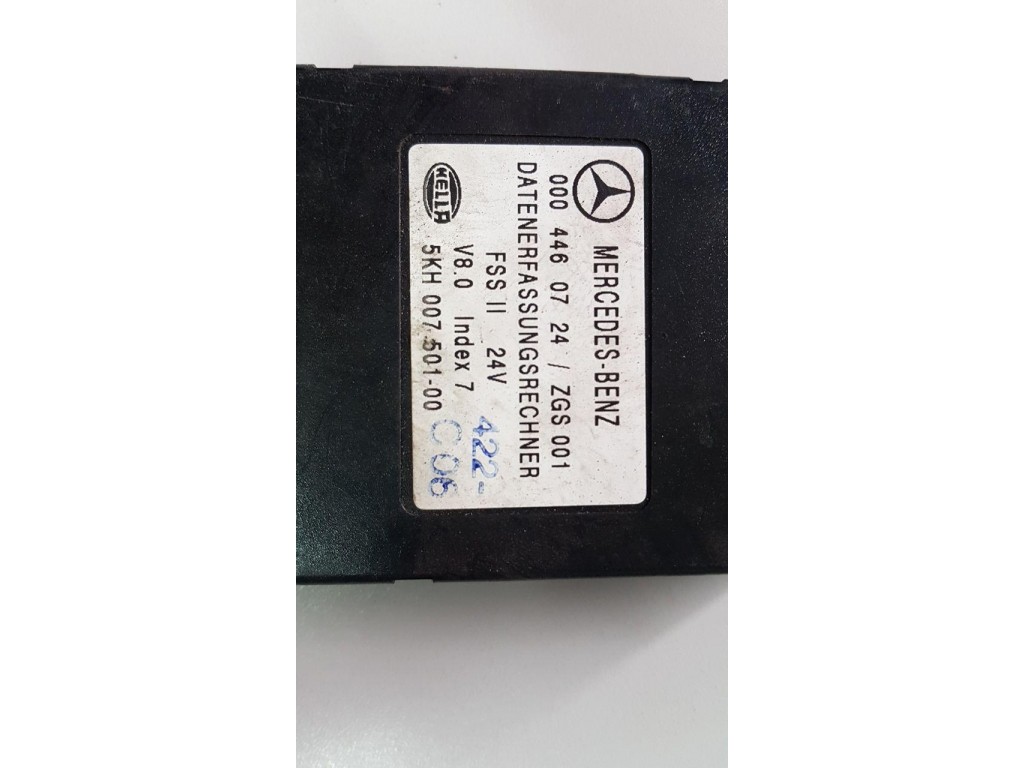 MERCEDES-BENZ
000 446 07 24 / ZGS 001
DATENERFASSUNGSRECHNER
FSS II 24V
V8.0 Index 7
HELLA 5KH 007 501-00
422-
C 06